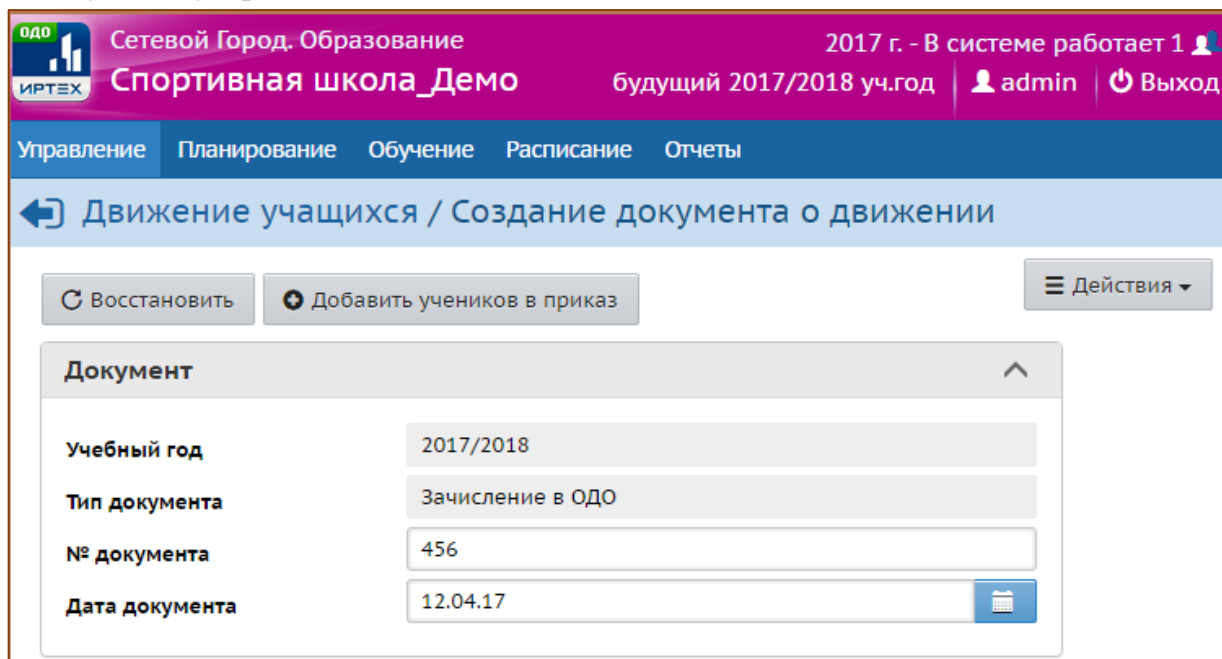 ОДО
ИРТЕХ
Сетевой Город. Образование
2017 г. - В системе работает 1
Спортивная школа_Демо
будущий 2017/2018 уч.год
admin
Выход
Управление Планирование Обучение Расписание Отчеты
Движение учащихся / Создание документа о движении
Восстановить
Добавить учеников в приказ
Действия
Документ
Учебный год 2017/2018
Тип документа Зачисление в ОДО
№ документа 456
Дата документа 12.04.17